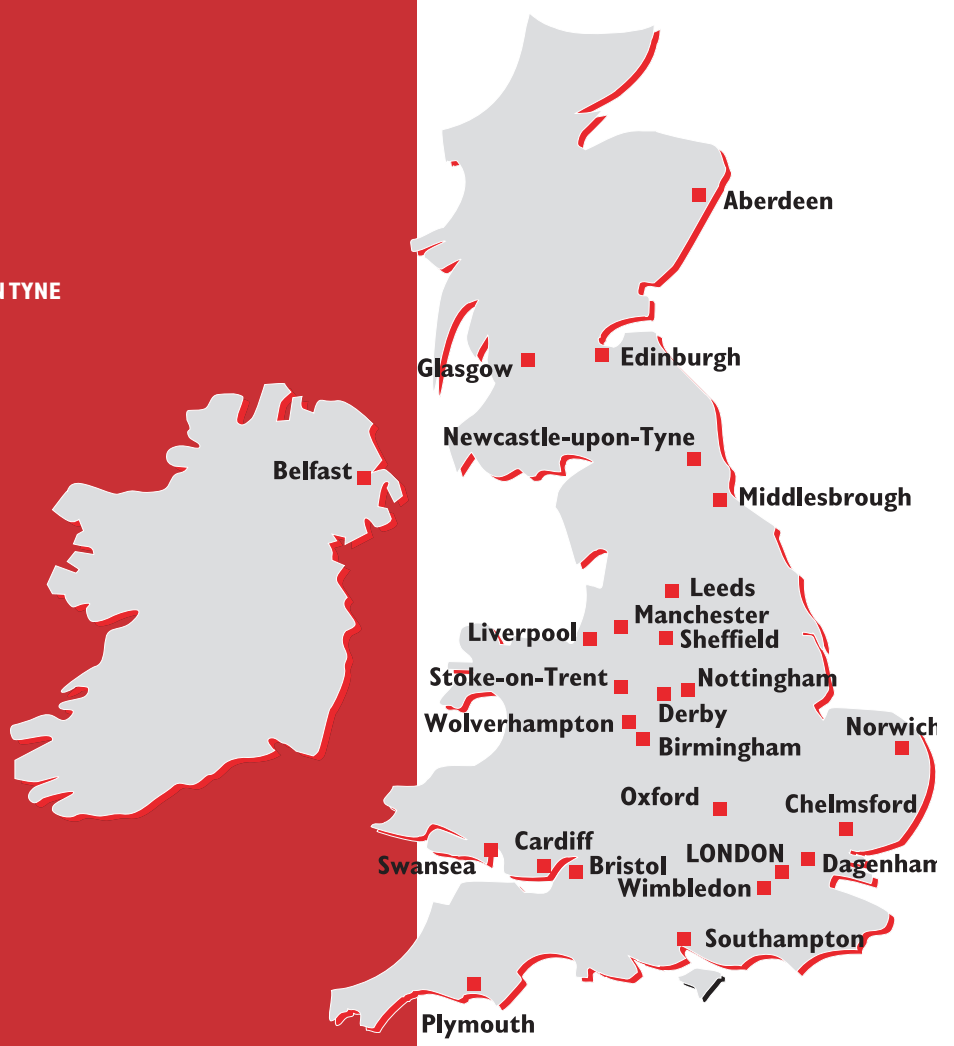 Aberdeen
N TYNE
Edinburgh
Glasgow
Newcastle-upon-Tyne
Belfast
Middlesbrough
Leeds
Manchester
Liverpool
Sheffield
Stoke-on-Trent
Nottingham
Derby
Wolverhampton
Norwich
Birmingham
Oxford
Chelmsford
Cardiff
LONDON
Swansea
Bristol
Dagenham
Wimbledon
Southampton
Plymouth